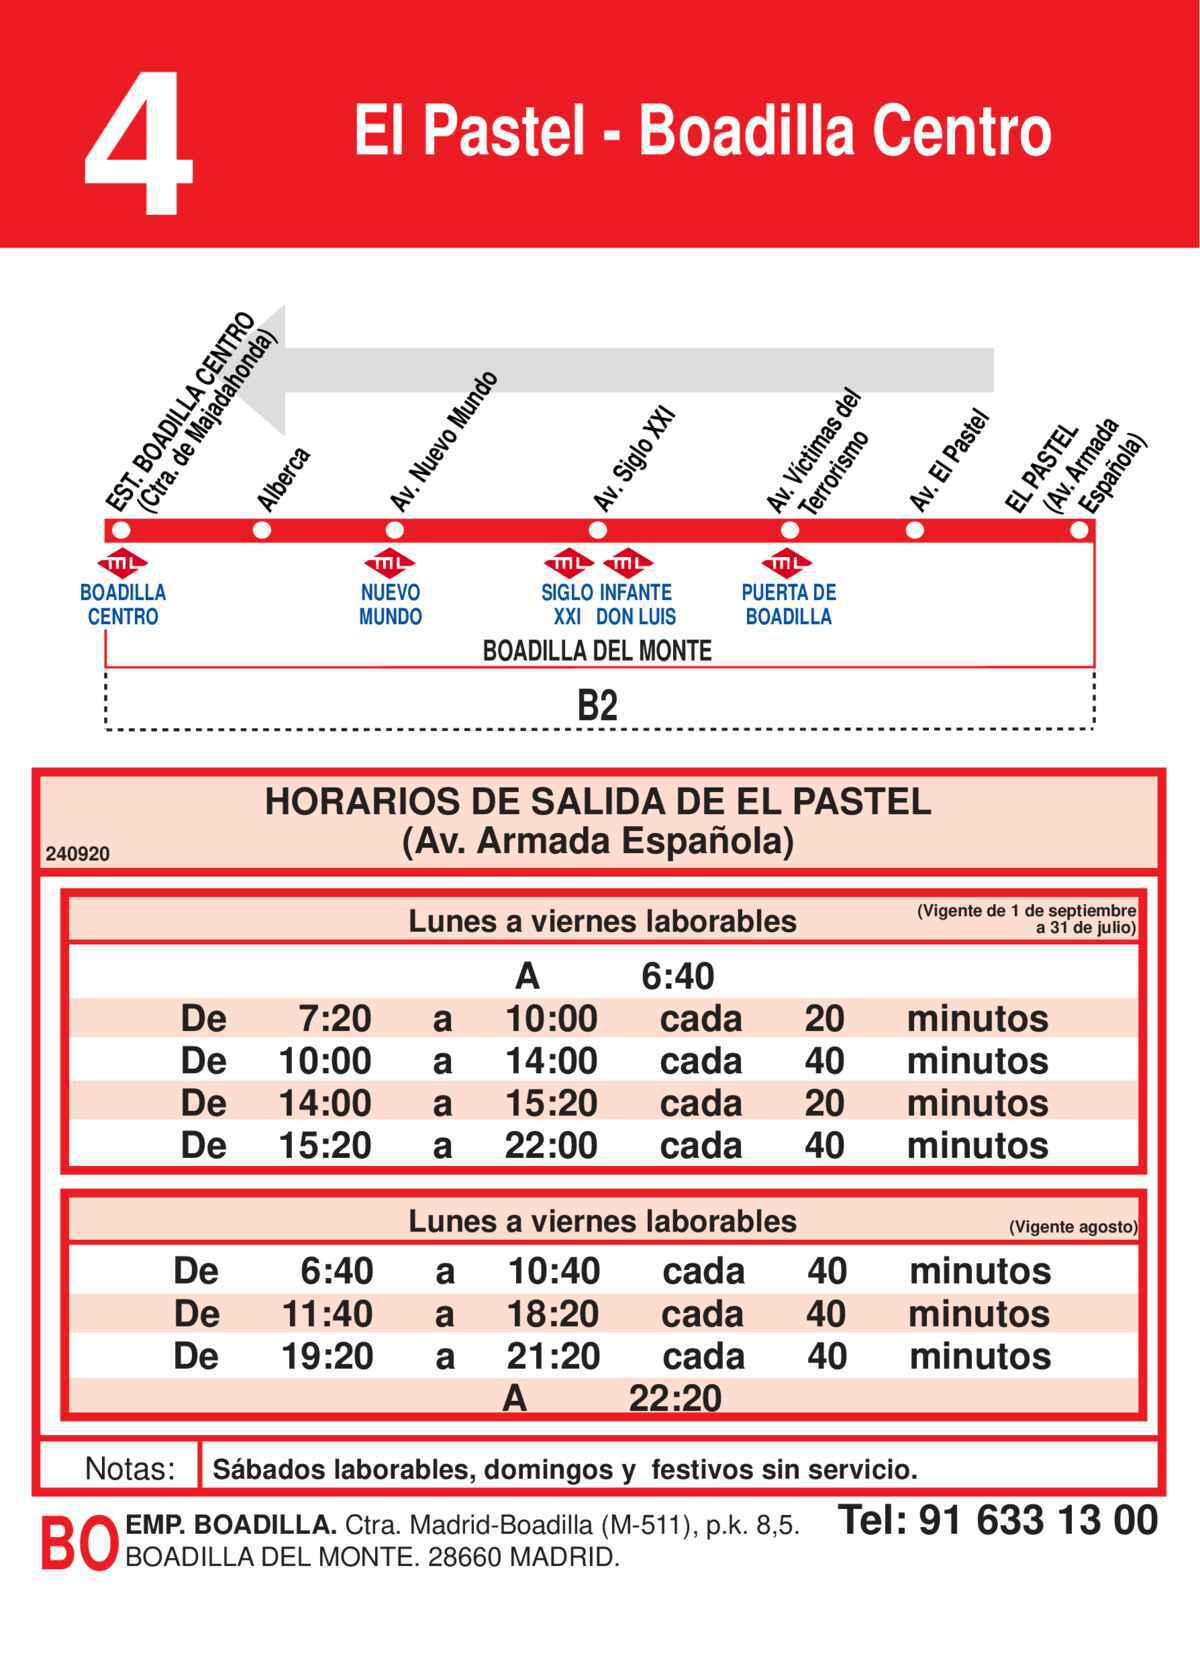 4
El Pastel - Boadilla Centro
EST. BOADILLA CENTRO
(Ctra. de Majadahonda)
Alberca
Av. Nuevo Mundo
Av. Siglo XXI
Av. Víctimas del
Terrorismo
Av. El Pastel
EL PASTEL
(Av. Armada
Española)
ML
ML
ML
ML
ML
BOADILLA
CENTRO
NUEVO
MUNDO
SIGLO
XXI
INFANTE
DON LUIS
PUERTA DE
BOADILLA
BOADILLA DEL MONTE
B2
HORARIOS DE SALIDA DE EL PASTEL
(Av. Armada Española)
240920
Lunes a viernes laborables
(Vigente de 1 de septiembre
a 31 de julio)
A 6:40
De 7:20 a 10:00 cada 20 minutos
De 10:00 a 14:00 cada 40 minutos
De 14:00 a 15:20 cada 20 minutos
De 15:20 a 22:00 cada 40 minutos
Lunes a viernes laborables
(Vigente agosto)
De 6:40 a 10:40 cada 40 minutos
De 11:40 a 18:20 cada 40 minutos
De 19:20 a 21:20 cada 40 minutos
A 22:20
Notas: Sábados laborables, domingos y festivos sin servicio.
BO
EMP. BOADILLA. Ctra. Madrid-Boadilla (M-511), p.k. 8,5.
BOADILLA DEL MONTE. 28660 MADRID.
Tel: 91 633 13 00